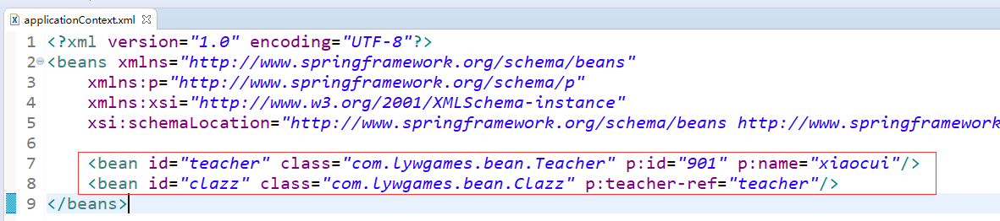 applicationContext.xml
1 <?xml version="1.0" encoding="UTF-8"?>
2 <beans xmlns="http://www.springframework.org/schema/beans"
3 xmlns:p="http://www.springframework.org/schema/p"
4 xmlns:xsi="http://www.w3.org/2001/XMLSchema-instance"
5 xsi:schemaLocation="http://www.springframework.org/schema/beans http://www.springframework
6
7 <bean id="teacher" class="com.lywgames.bean.Teacher" p:id="901" p:name="xiaocui"/>
8 <bean id="clazz" class="com.lywgames.bean.Clazz" p:teacher-ref="teacher"/>
9 </beans>